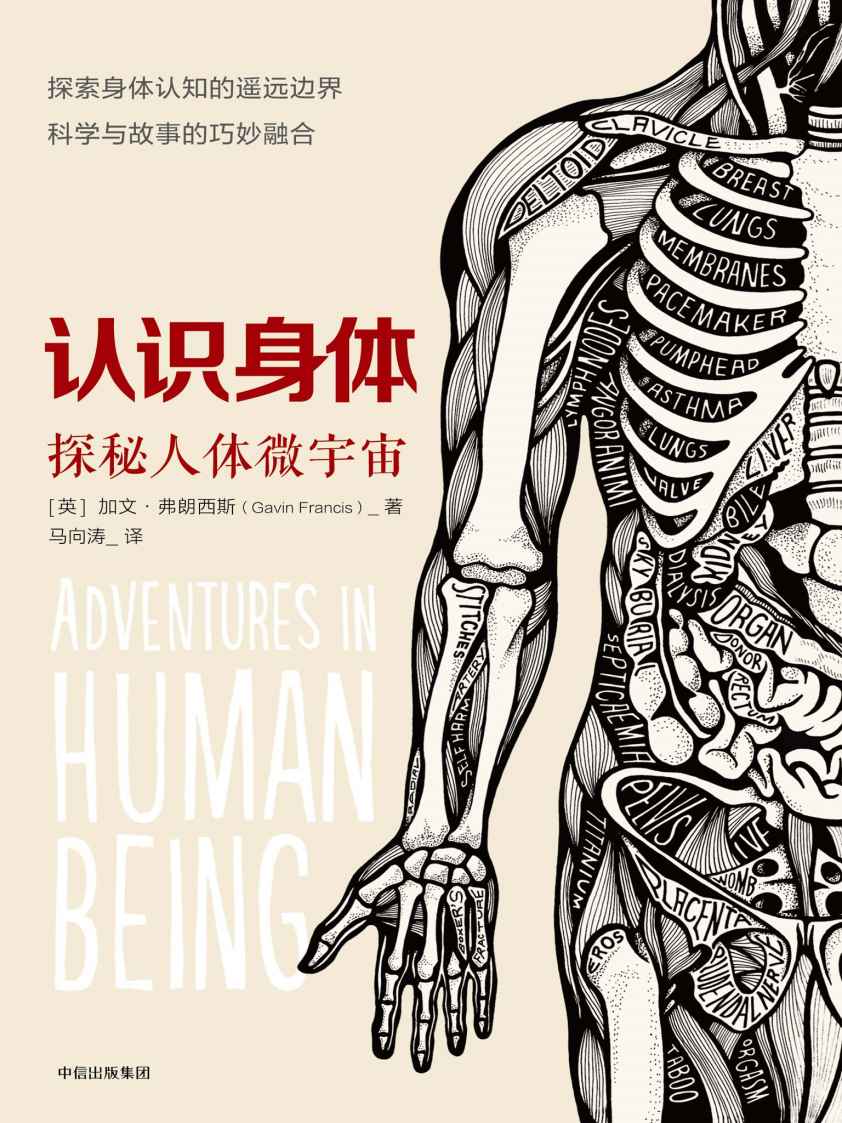 探索身体认知的遥远边界
科学与故事的巧妙融合
认识身体
探秘人体微宇宙
[英] 加文·弗朗西斯（Gavin Francis）_ 著
马向涛_ 译
ADVENTURES IN
HUMAN
BEING
中信出版集团
CLAVICLE
DELTOID
BREAST
LUNGS
MEMBRANES
PACEMAKER
PUMPHEAD
ASTHMA
LUNGS
VALVE
LIVER
BILE
SKY BURIAL
ORGAN
DONOR
RECTUM
STITCHES
ARTERY
SELF HARM
RADIAL
SEPTICAEMIA
PELVIS
TITANIUM
WOMB
PLACENTA
PUDENDAL NERVE
EROS
BOXER'S
FRACTURE
TABOO
ORGASM